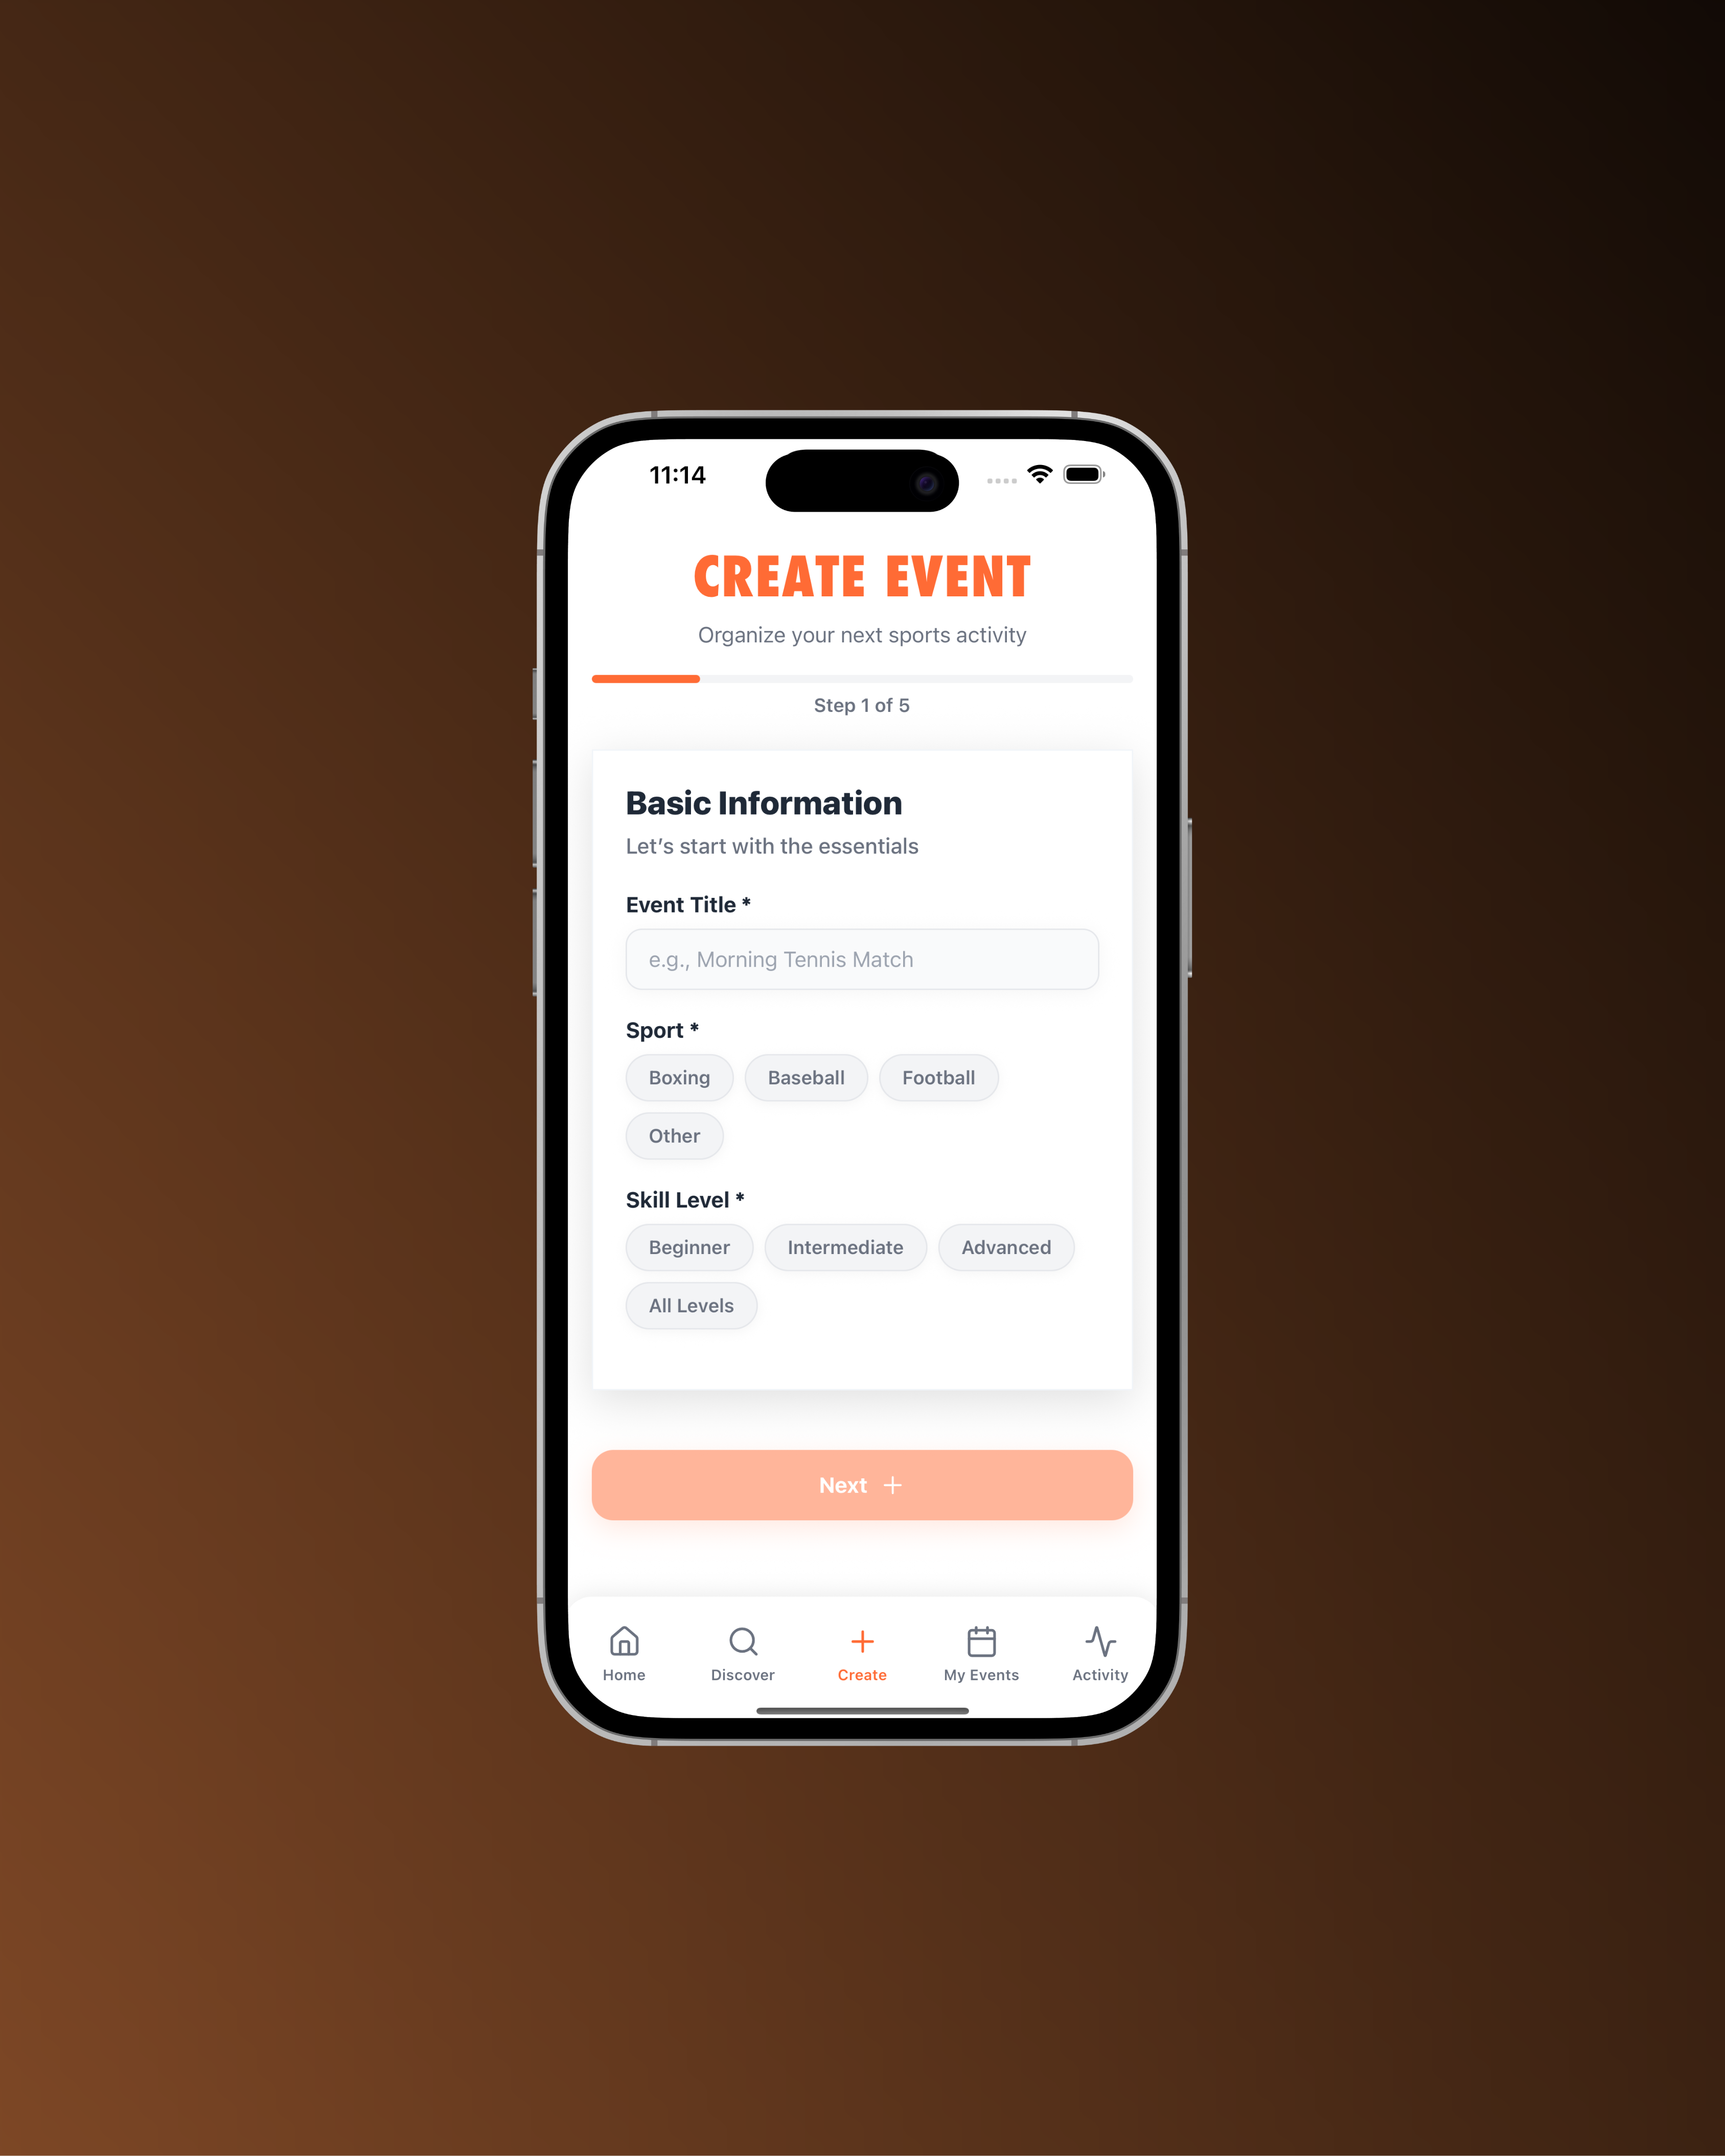 11:14
CREATE EVENT
Organize your next sports activity
Step 1 of 5
Basic Information
Let's start with the essentials
Event Title *
e.g., Morning Tennis Match
Sport *
Boxing Baseball Football
Other
Skill Level *
Beginner Intermediate Advanced
All Levels
Next +
Home Discover Create My Events Activity